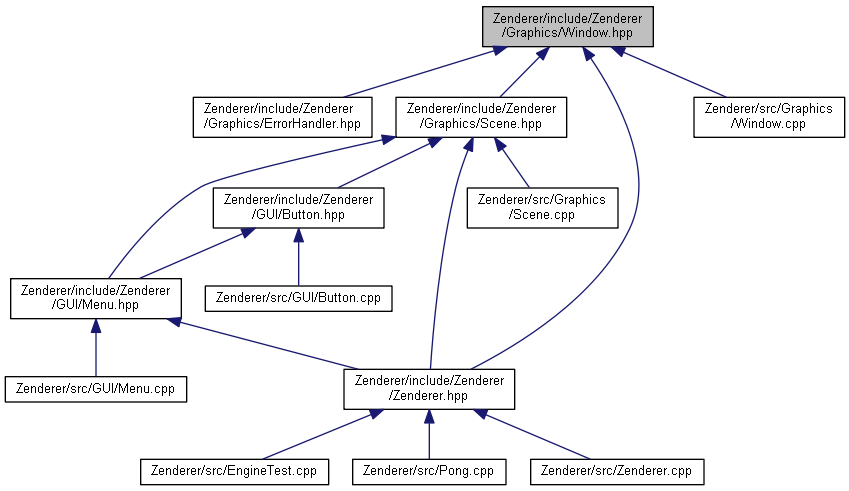 Zenderer/include/Zenderer
/Graphics/Window.hpp
Zenderer/include/Zenderer
/Graphics/ErrorHandler.hpp
Zenderer/include/Zenderer
/Graphics/Scene.hpp
Zenderer/src/Graphics
/Window.cpp
Zenderer/include/Zenderer
/GUI/Button.hpp
Zenderer/src/Graphics
/Scene.cpp
Zenderer/include/Zenderer
/GUI/Menu.hpp
Zenderer/src/GUI/Button.cpp
Zenderer/src/GUI/Menu.cpp
Zenderer/include/Zenderer
/Zenderer.hpp
Zenderer/src/EngineTest.cpp
Zenderer/src/Pong.cpp
Zenderer/src/Zenderer.cpp